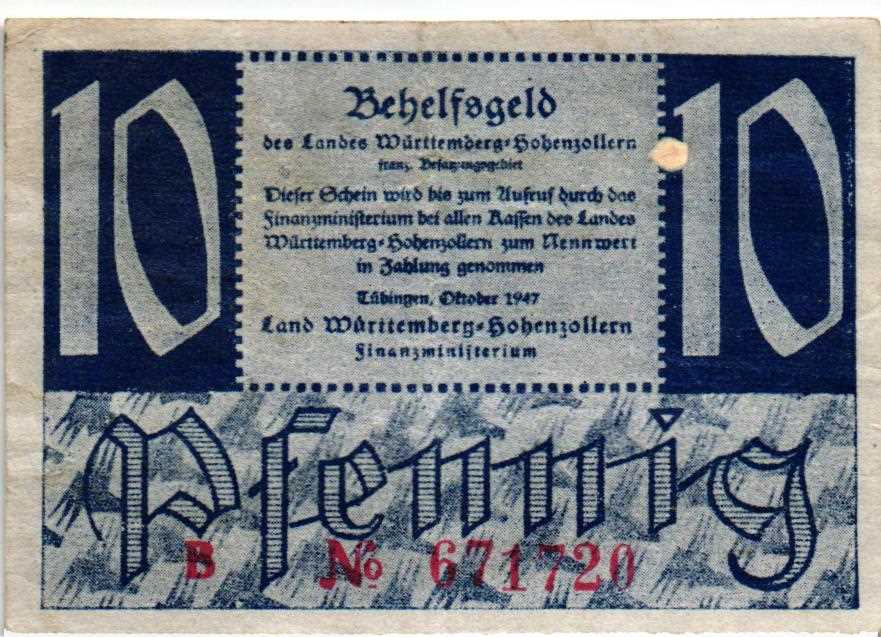 10
Behelfsgeld
des Landes Württemberg-Hohenzollern
franz. Besatzungsgebiet
Dieser Schein wird bis zum Aufruf durch das
Finanzministerium bei allen Kassen des Landes
Württemberg-Hohenzollern zum Nennwert
in Zahlung genommen
Tübingen, Oktober 1947
Land Württemberg-Hohenzollern
Finanzministerium
10
Pfennig
B № 671720